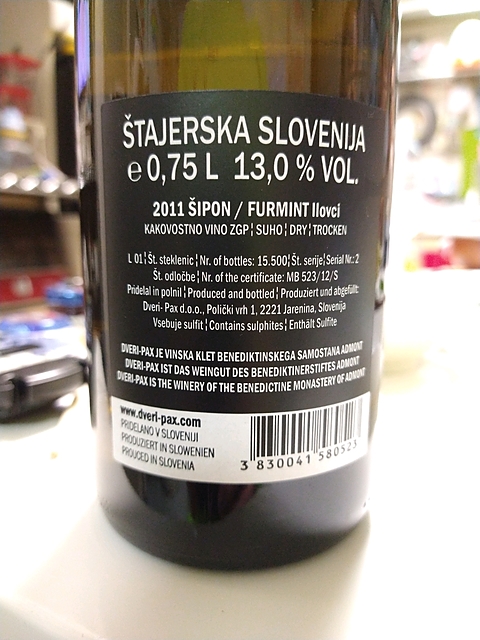 ŠTAJERSKA SLOVENIJA
℮ 0,75 L 13,0 % VOL.
2011 ŠIPON / FURMINT Ilovci
KAKOVOSTNO VINO ZGP ¦ SUHO ¦ DRY ¦ TROCKEN
L 01 ¦ Št. steklenic ¦ Nr. of bottles: 15.500 ¦ Št. serije ¦ Serial Nr.: 2
Št. odločbe ¦ Nr. of the certificate: MB 523/12/S
Pridelal in polnil ¦ Produced and bottled ¦ Produziert und abgefüllt:
Dveri- Pax d.o.o., Polički vrh 1, 2221 Jarenina, Slovenija
Vsebuje sulfit ¦ Contains sulphites ¦ Enthält Sulfite
DVERI-PAX JE VINSKA KLET BENEDIKTINSKEGA SAMOSTANA ADMONT
DVERI-PAX IST DAS WEINGUT DES BENEDIKTINERSTIFTES ADMONT
DVERI-PAX IS THE WINERY OF THE BENEDICTINE MONASTERY OF ADMONT
www.dveri-pax.com
PRIDELANO V SLOVENIJI
PRODUZIERT IN SLOWENIEN
PROUCED IN SLOVENIA
3 830041 580523